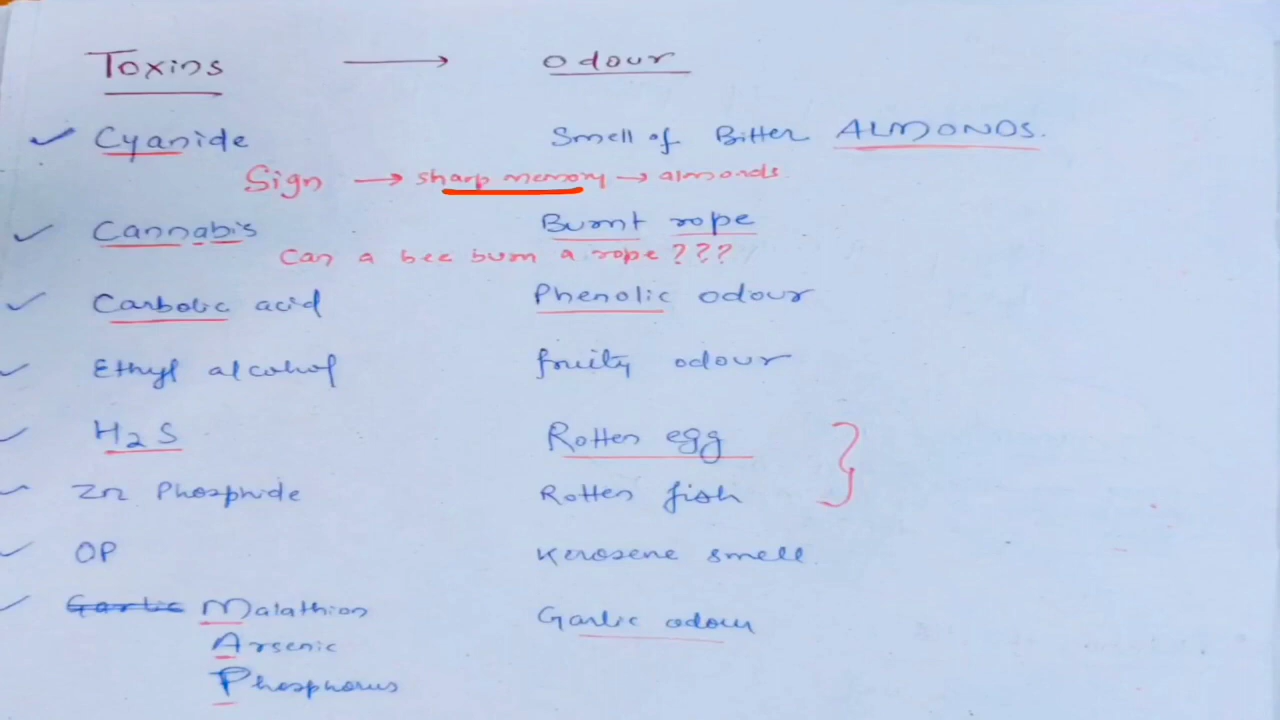 Toxins → Odour
✓ Cyanide Smell of Bitter ALMONDS.
Sign → sharp memory → almonds
✓ Cannabis Burnt rope
Can a bee burn a rope???
✓ Carbolic acid Phenolic odour
✓ Ethyl alcohol fruity odour
✓ H2S Rotten egg
✓ Zn Phosphide Rotten fish
✓ OP Kerosene smell.
✓ Garlic Malathion Garlic odour
Arsenic
Phosphorus